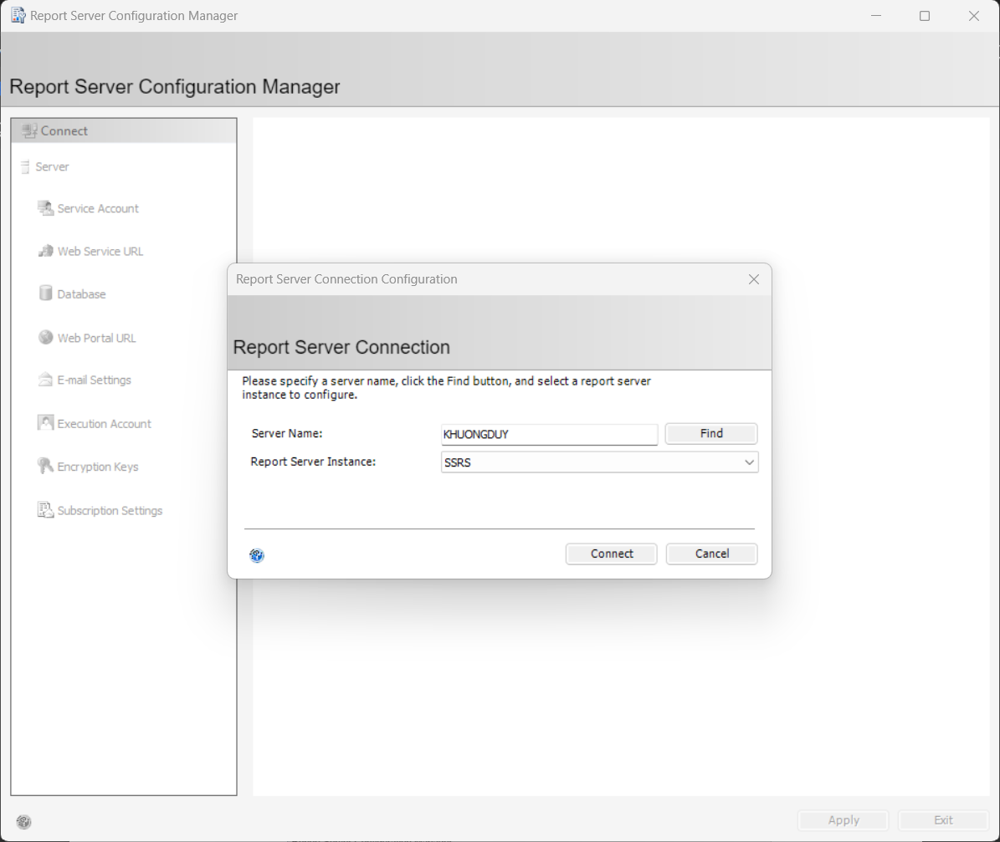 Report Server Configuration Manager
Report Server Configuration Manager
Connect
Server
Service Account
Web Service URL
Database
Web Portal URL
E-mail Settings
Execution Account
Encryption Keys
Subscription Settings
Report Server Connection Configuration
Report Server Connection
Please specify a server name, click the Find button, and select a report server
instance to configure.
Server Name: KHUONGDUY Find
Report Server Instance: SSRS
Connect Cancel
Apply Exit